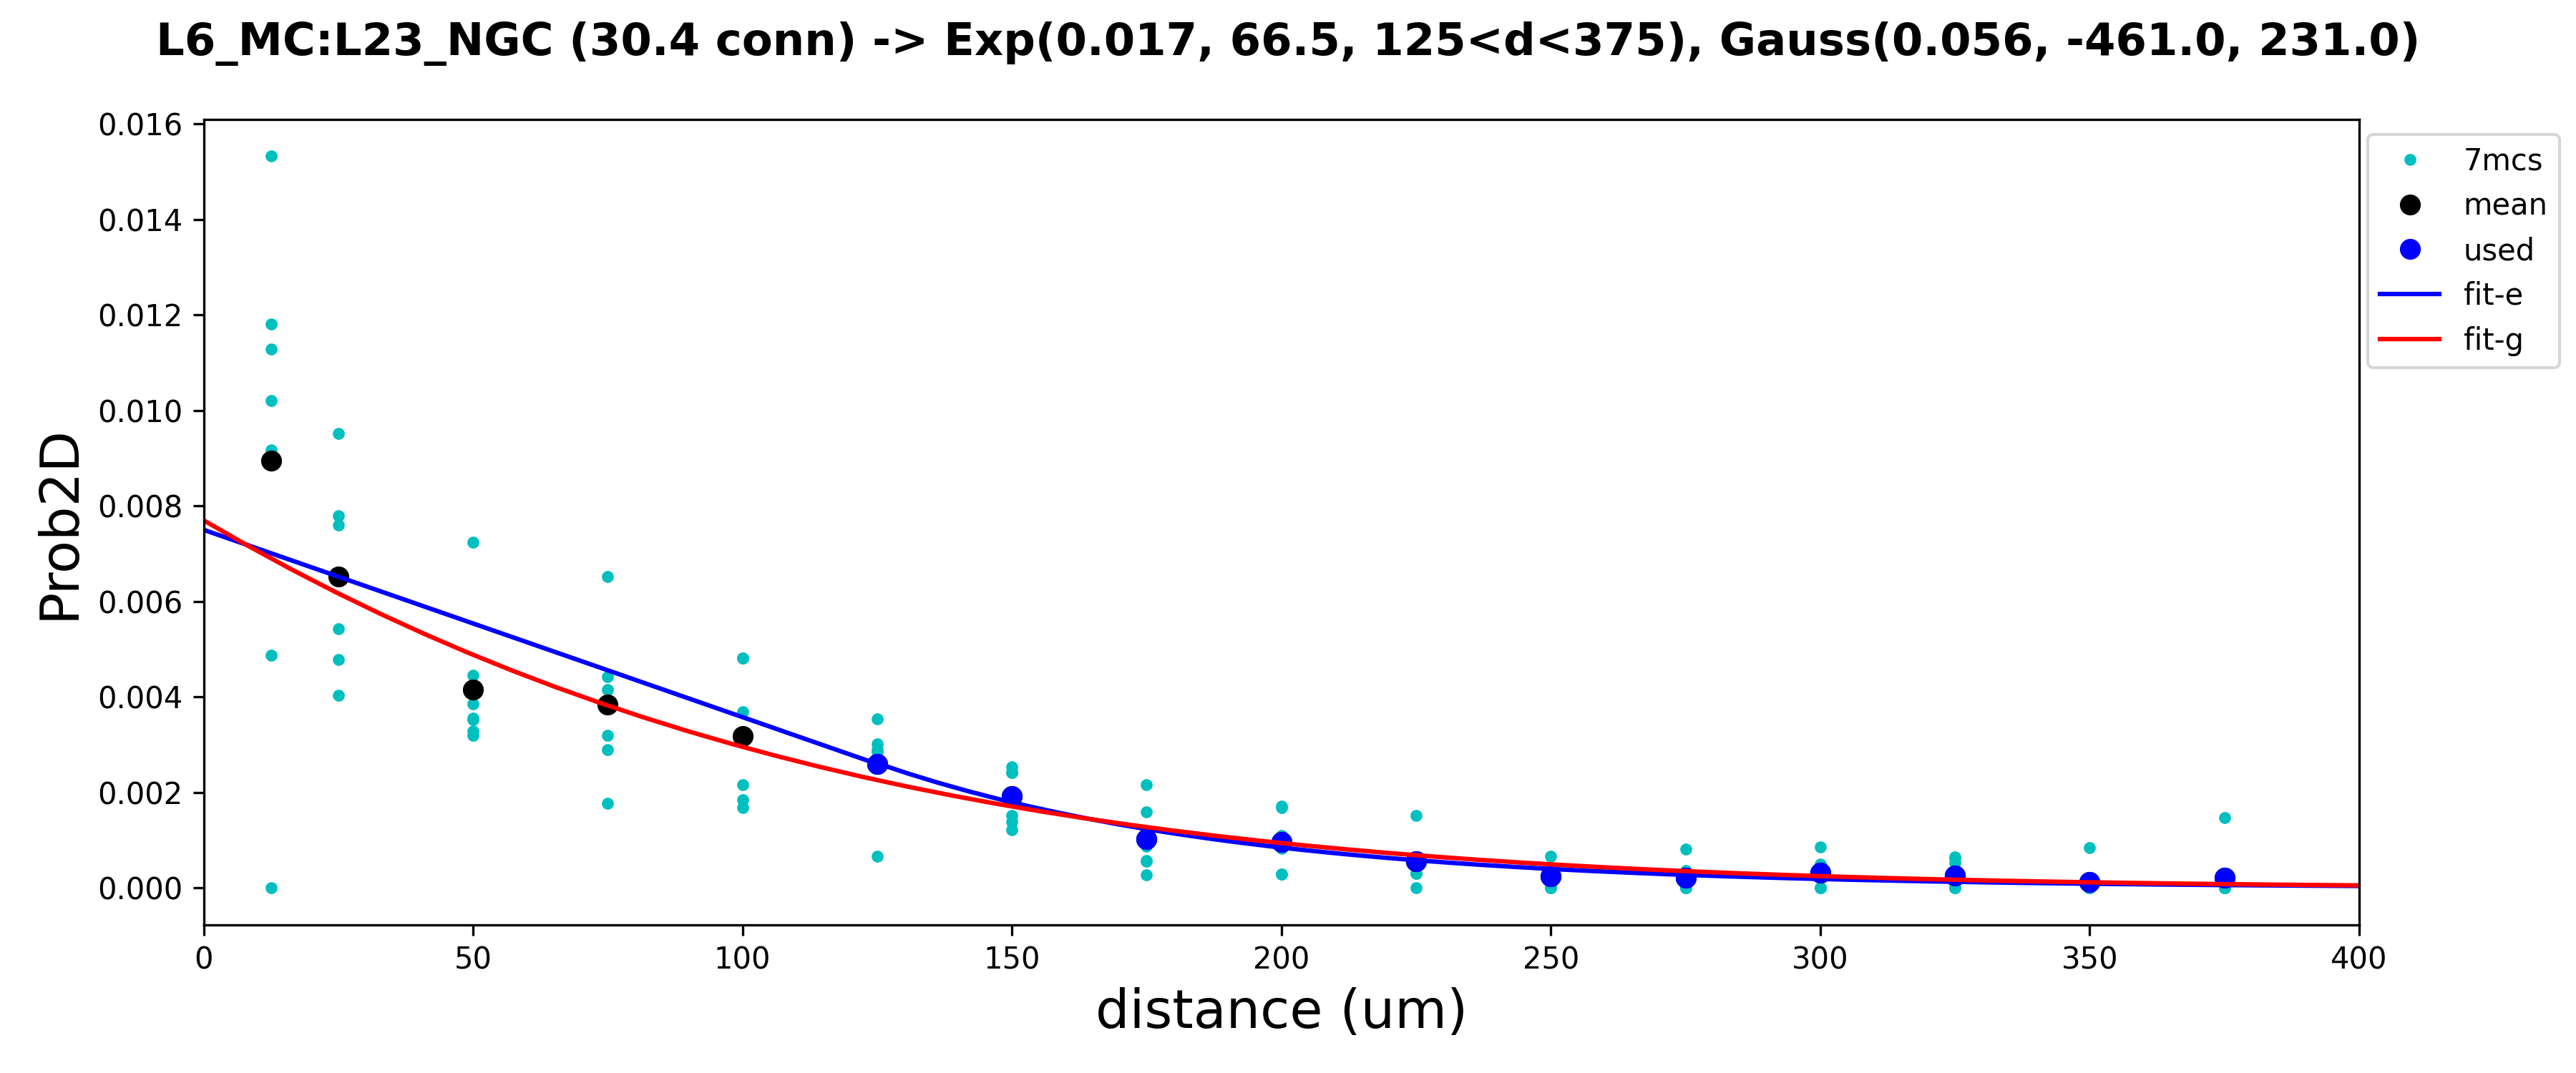 L6_MC:L23_NGC (30.4 conn) -> Exp(0.017, 66.5, 125<d<375), Gauss(0.056, -461.0, 231.0)
0.016
0.014
0.012
0.010
0.008
0.006
0.004
0.002
0.000
Prob2D
0 50 100 150 200 250 300 350 400
distance (um)
7mcs
mean
used
fit-e
fit-g